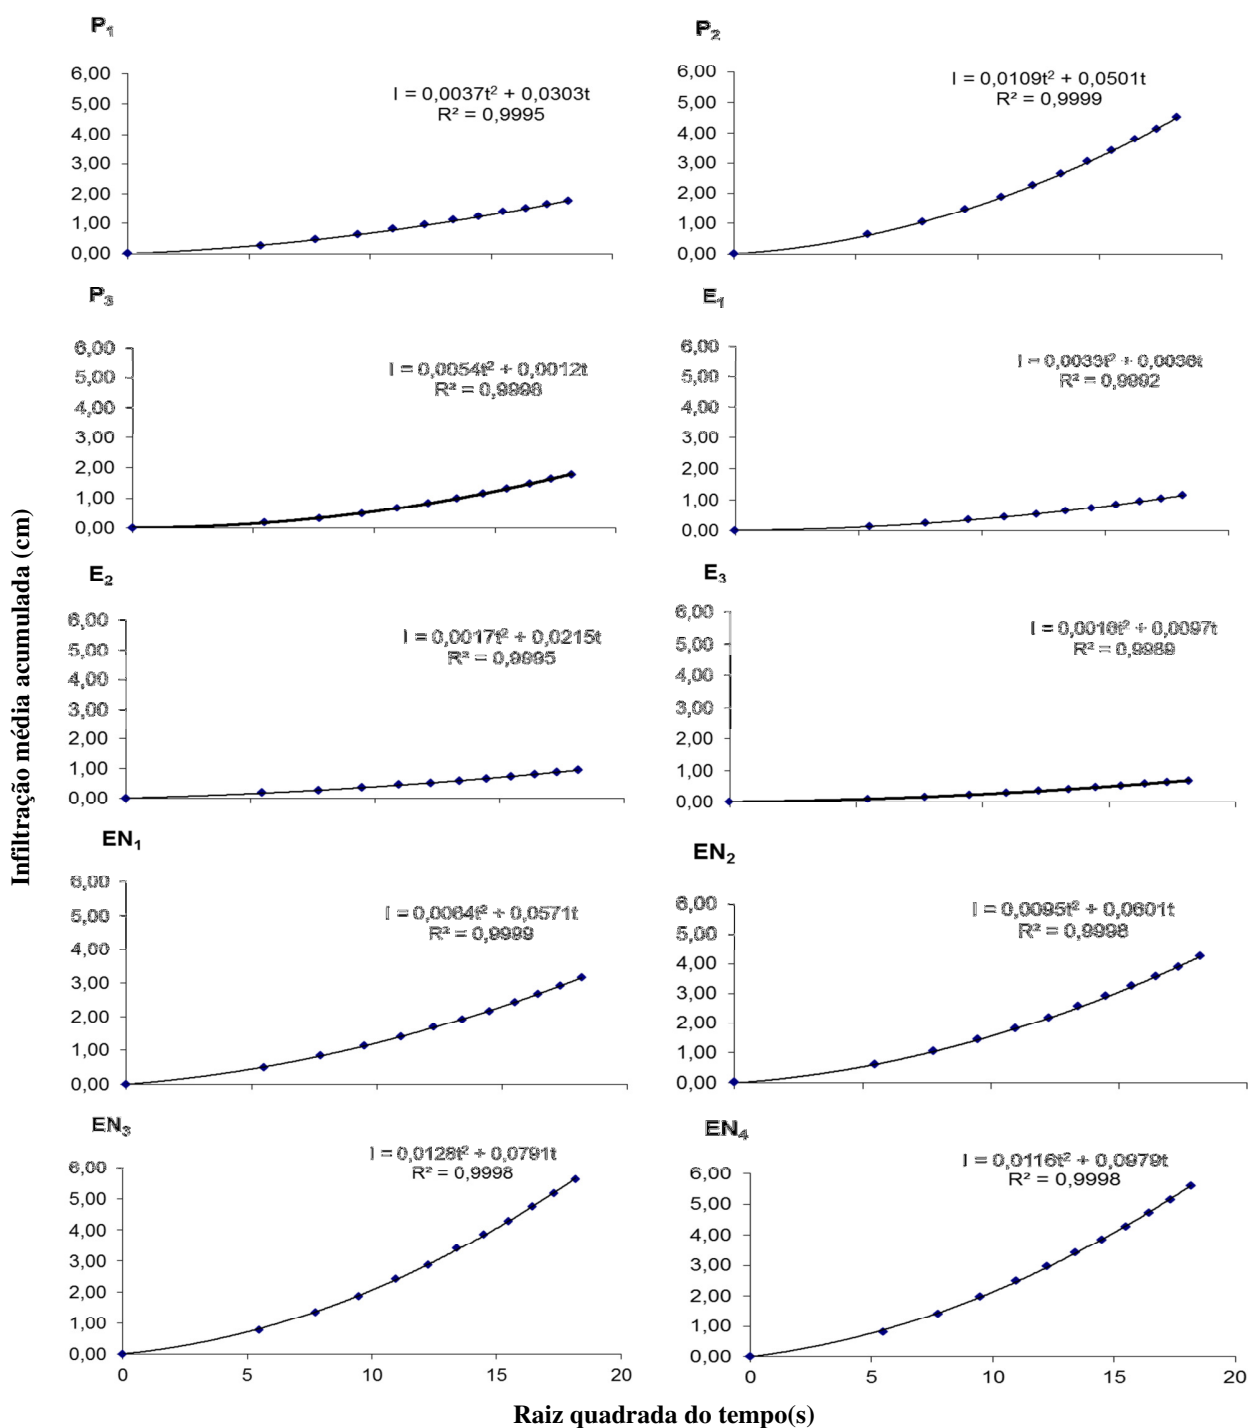 P₁
I = 0,0037t² + 0,0303t
R² = 0,9995
6,00
5,00
4,00
3,00
2,00
1,00
0,00
P₂
I = 0,0109t² + 0,0501t
R² = 0,9999
6,00
5,00
4,00
3,00
2,00
1,00
0,00
P₃
I = 0,0054t² + 0,0012t
R² = 0,9998
6,00
5,00
4,00
3,00
2,00
1,00
0,00
E₁
R² = 0,9992
6,00
5,00
4,00
3,00
2,00
1,00
0,00
E₂
I = 0,0017t² + 0,0215t
R² = 0,9995
6,00
5,00
4,00
3,00
2,00
1,00
0,00
E₃
R² = 0,9989
6,00
5,00
4,00
3,00
2,00
1,00
0,00
EN₁
I = 0,0064t² + 0,0571t
R² = 0,9999
6,00
5,00
4,00
3,00
2,00
1,00
0,00
EN₂
I = 0,0095t² + 0,0601t
R² = 0,9998
6,00
5,00
4,00
3,00
2,00
1,00
0,00
EN₃
I = 0,0128t² + 0,0791t
R² = 0,9998
6,00
5,00
4,00
3,00
2,00
1,00
0,00
0 5 10 15 20
EN₄
I = 0,0116t² + 0,0979t
R² = 0,9998
6,00
5,00
4,00
3,00
2,00
1,00
0,00
0 5 10 15 20
Infiltração média acumulada (cm)
Raiz quadrada do tempo(s)